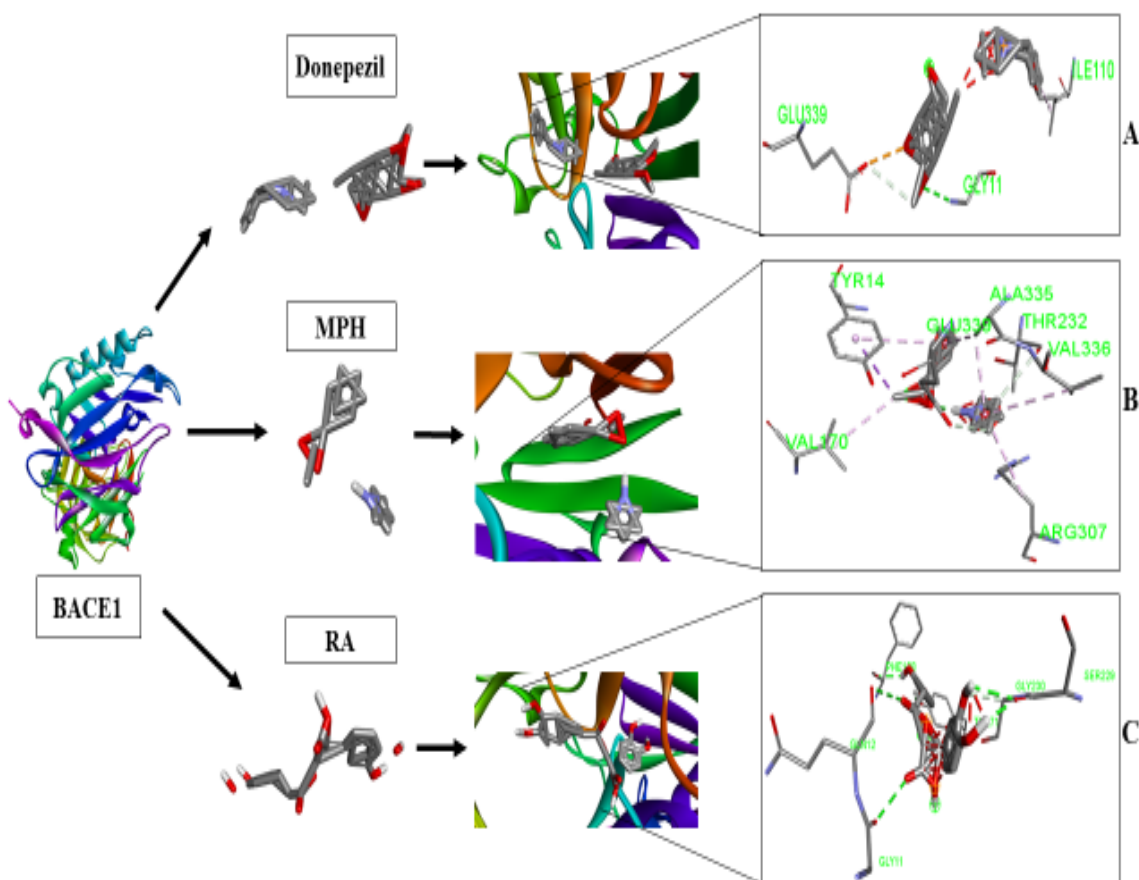 Donepezil
ILE110
GLU339
GLY11
A
MPH
TYR14
ALA335
GLU339
THR232
VAL336
B
VAL170
ARG307
BACE1
RA
SER229
GLY230
C
GLY11